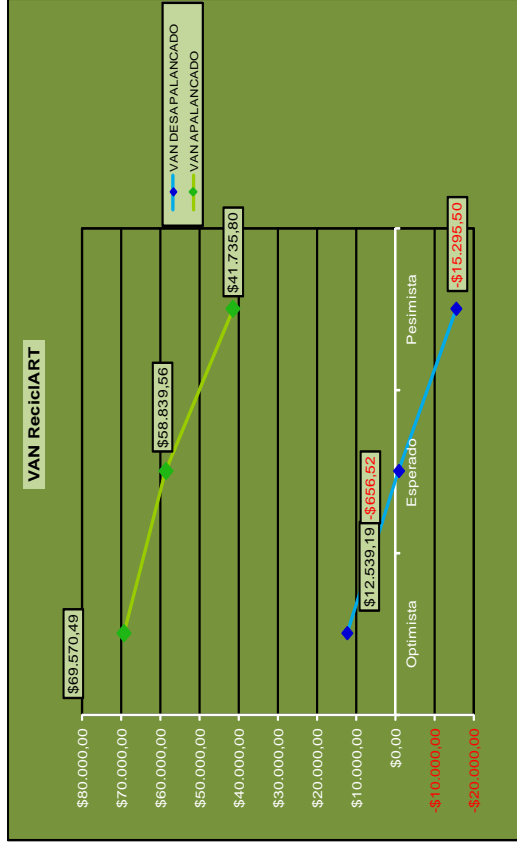 VAN ReciclART
$80.000,00
$70.000,00
$60.000,00
$50.000,00
$40.000,00
$30.000,00
$20.000,00
$10.000,00
$0,00
-$10.000,00
-$20.000,00
$69.570,49
$58.839,56
$41.735,80
$12.539,19
-$656,52
-$15.295,50
Optimista
Esperado
Pesimista
VAN DESAPALANCADO
VAN APALANCADO